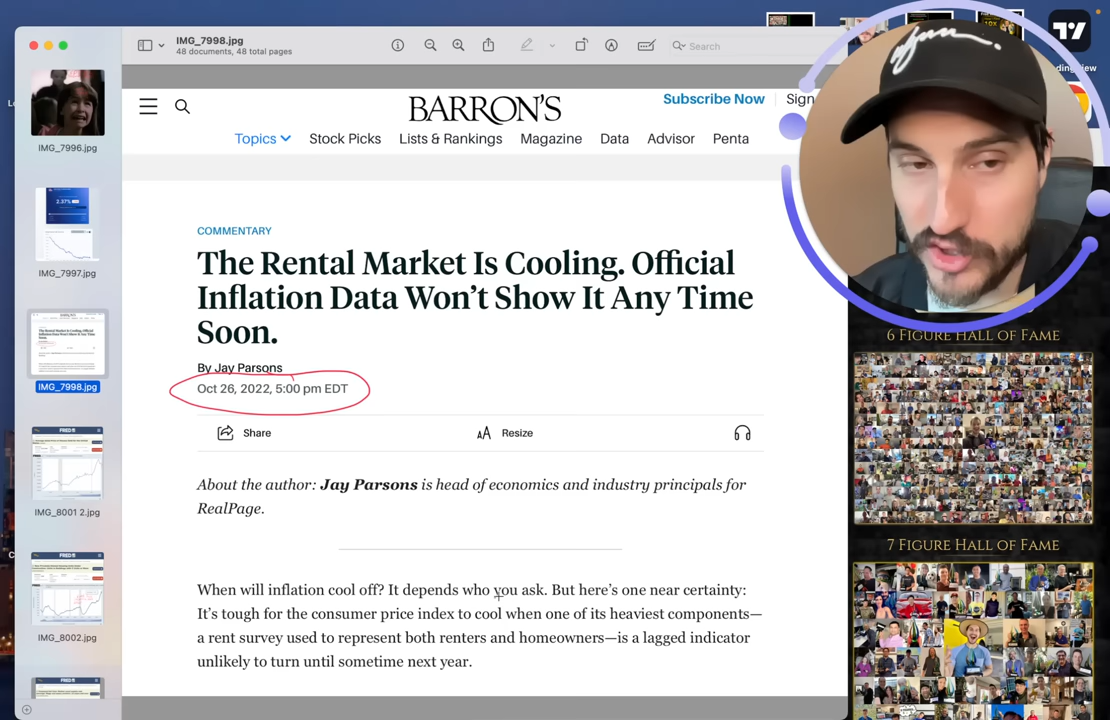 IMG_7998.jpg
48 documents, 48 total pages
Search
IMG_7996.jpg
2.37%
IMG_7997.jpg
IMG_7998.jpg
FRED
IMG_8001 2.jpg
FRED
IMG_8002.jpg
BARRON'S
Subscribe Now
Sign
Topics
Stock Picks
Lists & Rankings
Magazine
Data
Advisor
Penta
COMMENTARY
The Rental Market Is Cooling. Official
Inflation Data Won't Show It Any Time
Soon.
By Jay Parsons
Oct 26, 2022, 5:00 pm EDT
Share
AA Resize
About the author: Jay Parsons is head of economics and industry principals for
RealPage.
When will inflation cool off? It depends who you ask. But here's one near certainty:
It's tough for the consumer price index to cool when one of its heaviest components—
a rent survey used to represent both renters and homeowners—is a lagged indicator
unlikely to turn until sometime next year.
6 FIGURE HALL OF FAME
7 FIGURE HALL OF FAME